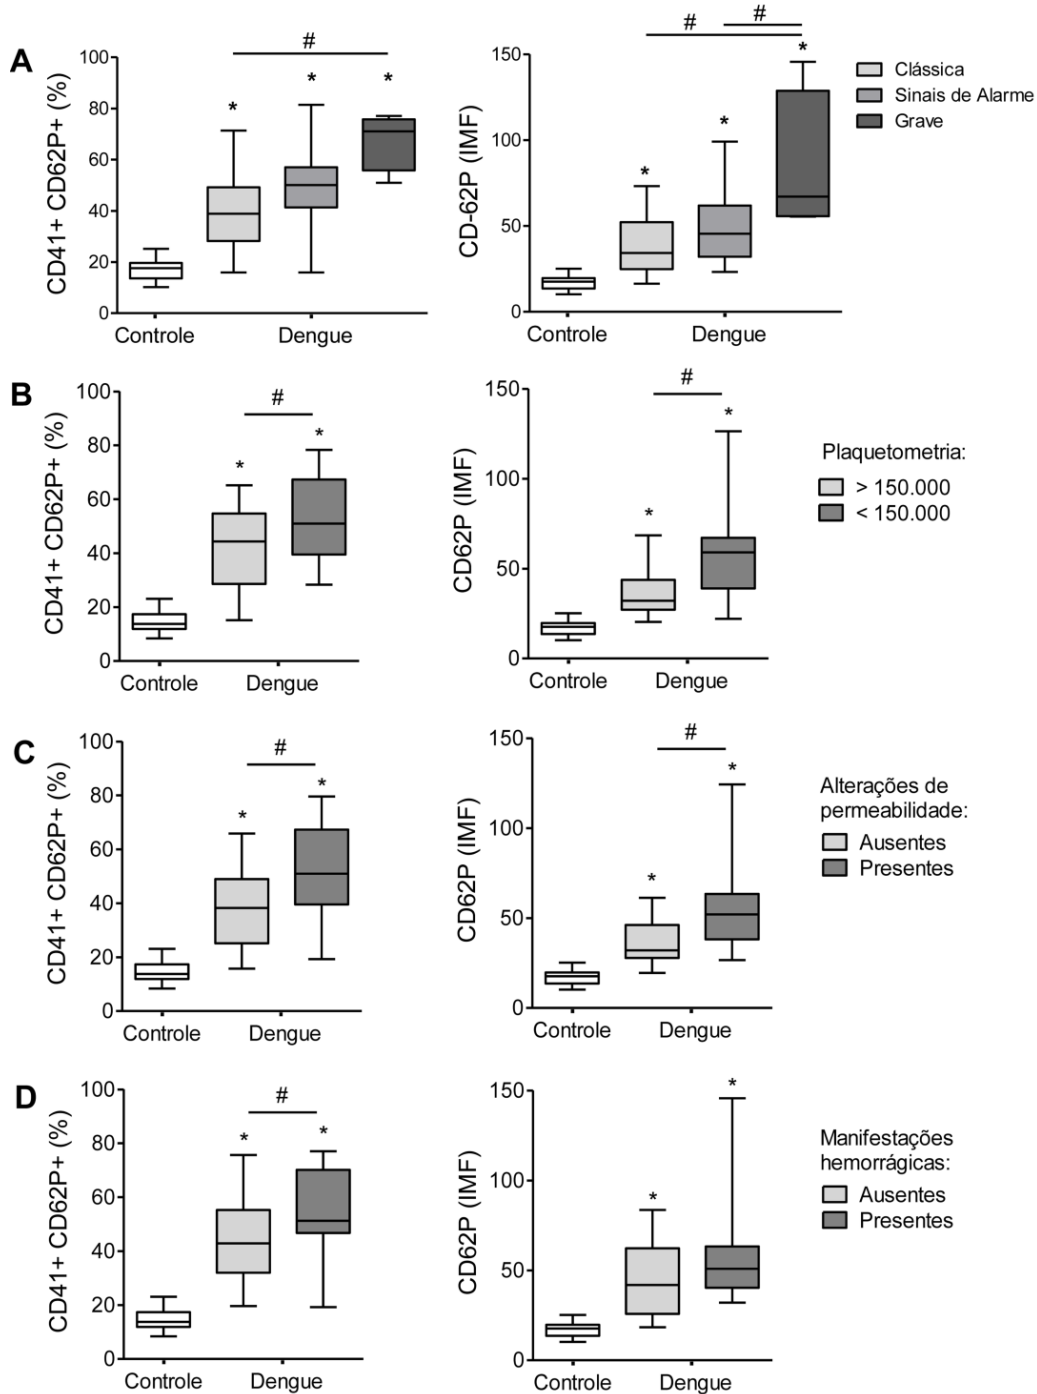 A
CD41+ CD62P+ (%)
100
80
60
40
20
0
#
*
*
*
Controle
Dengue
CD-62P (IMF)
150
100
50
0
#
#
*
*
*
Controle
Dengue
Clássica
Sinais de Alarme
Grave
B
CD41+ CD62P+ (%)
100
80
60
40
20
0
#
*
*
Controle
Dengue
CD62P (IMF)
150
100
50
0
#
*
*
Controle
Dengue
Plaquetometria:
> 150.000
< 150.000
C
CD41+ CD62P+ (%)
100
80
60
40
20
0
#
*
*
Controle
Dengue
CD62P (IMF)
150
100
50
0
#
*
*
Controle
Dengue
Alterações de
permeabilidade:
Ausentes
Presentes
D
CD41+ CD62P+ (%)
100
80
60
40
20
0
#
*
*
Controle
Dengue
CD62P (IMF)
150
100
50
0
*
*
Controle
Dengue
Manifestações
hemorrágicas:
Ausentes
Presentes